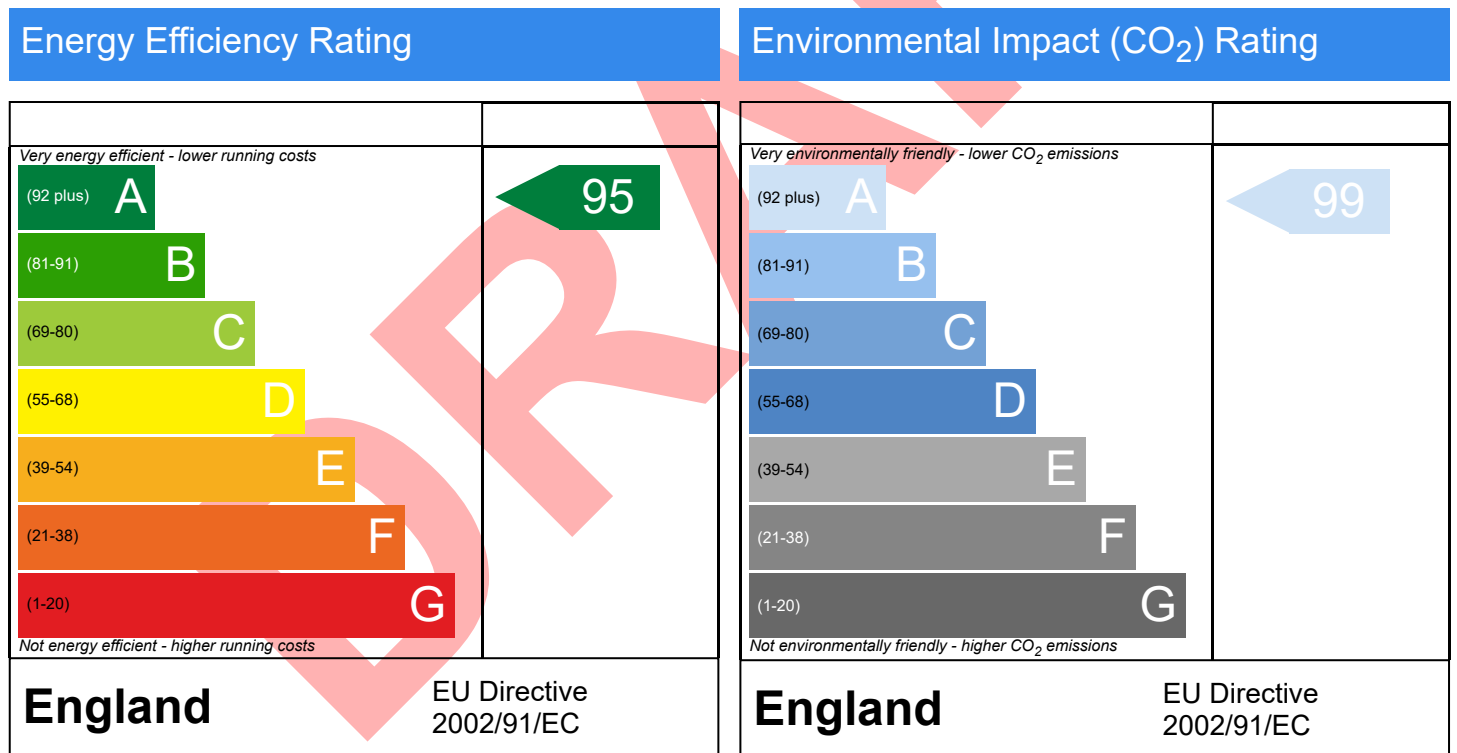 Energy Efficiency Rating
Very energy efficient - lower running costs
(92 plus) A
95
(81-91) B
(69-80) C
(55-68) D
(39-54) E
(21-38) F
(1-20) G
Not energy efficient - higher running costs
England
EU Directive
2002/91/EC
Environmental Impact (CO₂) Rating
Very environmentally friendly - lower CO₂ emissions
(92 plus) A
99
(81-91) B
(69-80) C
(55-68) D
(39-54) E
(21-38) F
(1-20) G
Not environmentally friendly - higher CO₂ emissions
England
EU Directive
2002/91/EC
DRA